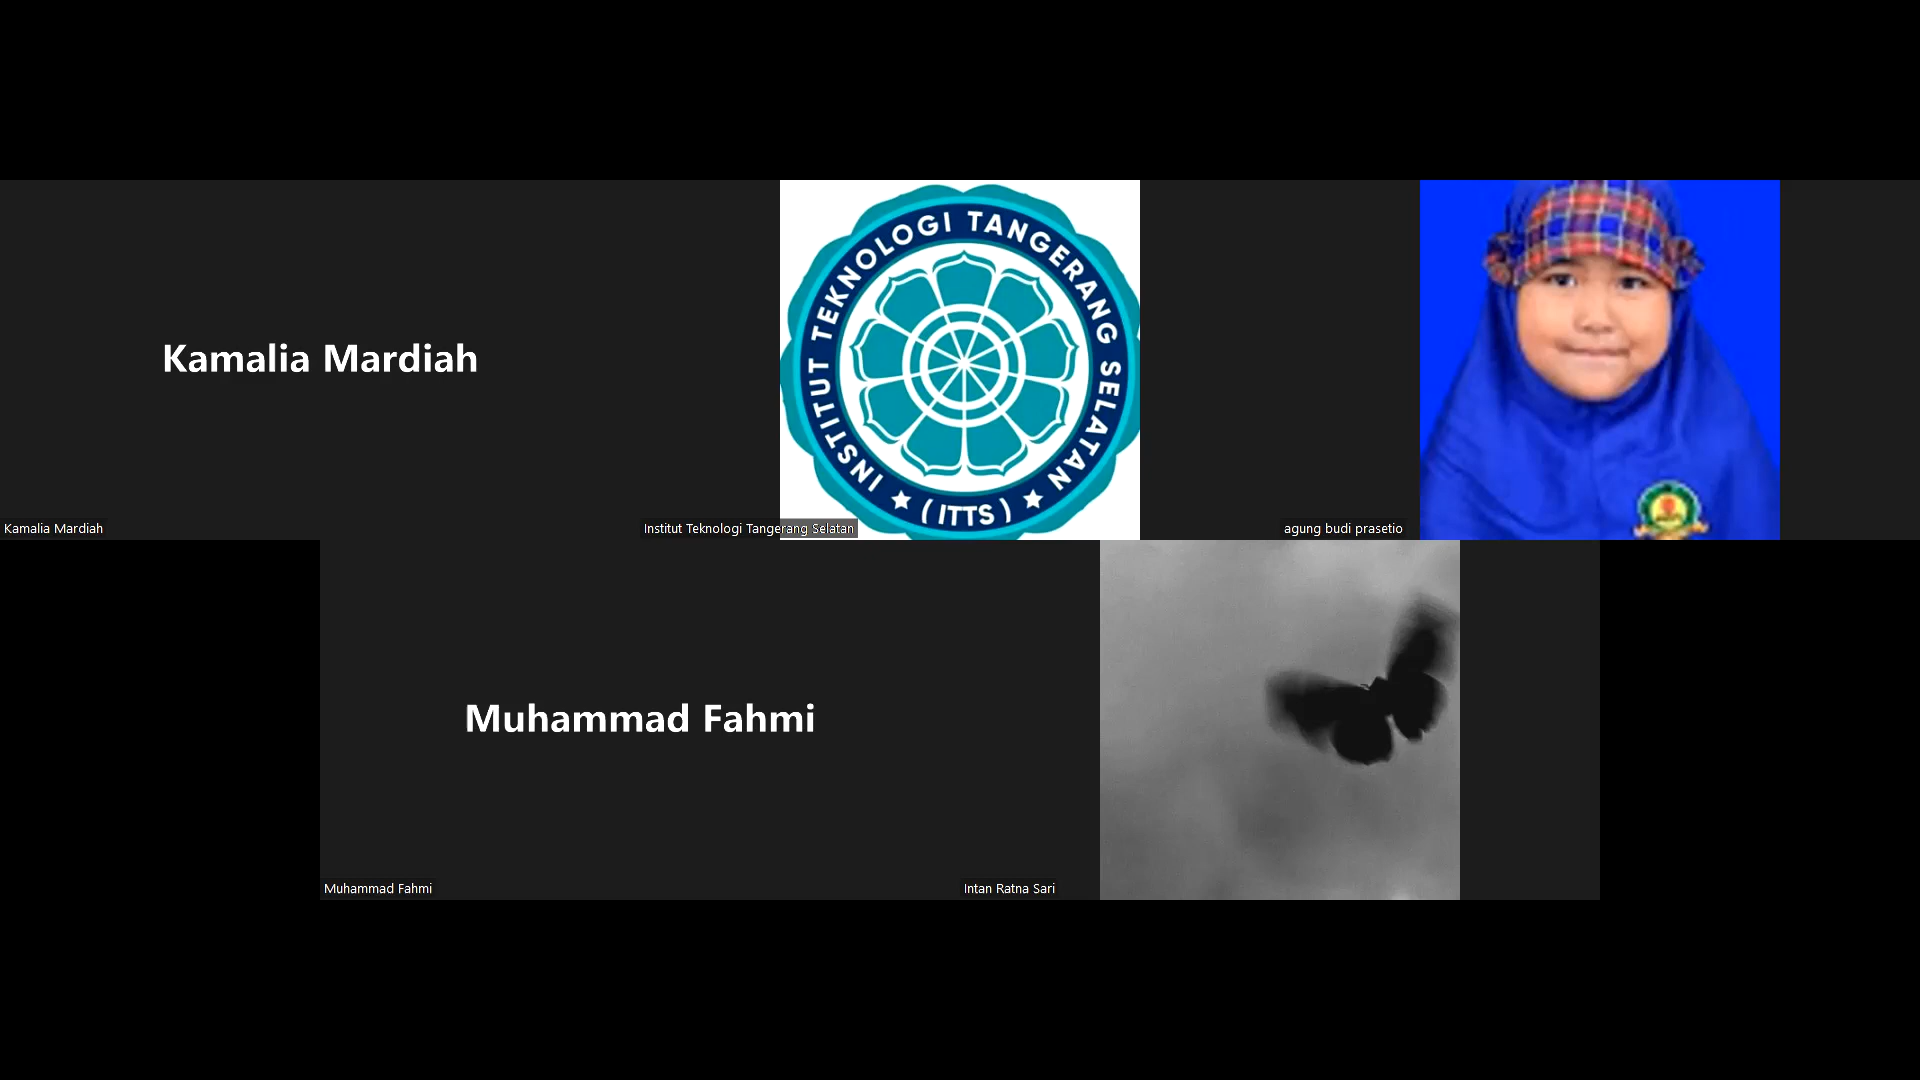 Kamalia Mardiah
Kamalia Mardiah
INSTITUT TEKNOLOGI TANGERANG SELATAN
( ITTS )
Institut Teknologi Tangerang Selatan
agung budi prasetio
Muhammad Fahmi
Muhammad Fahmi
Intan Ratna Sari